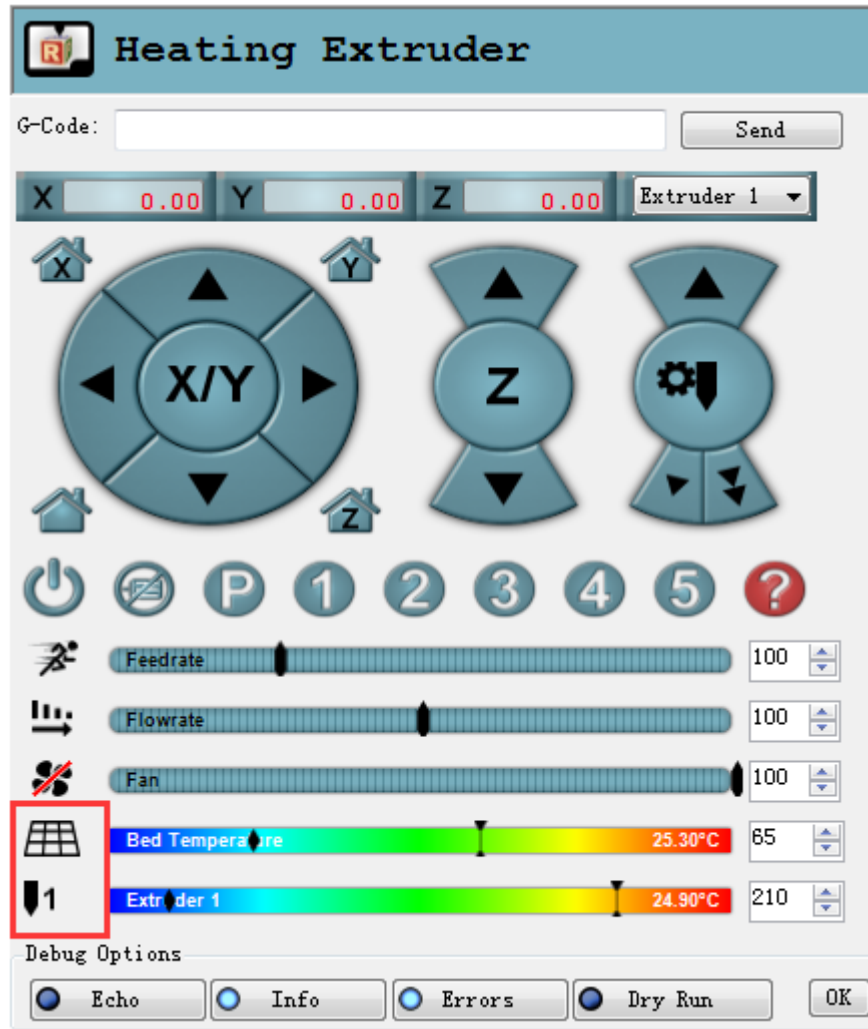 R
Heating Extruder
G-Code:
Send
X 0.00 Y 0.00 Z 0.00 Extruder 1
X Y
X/Y Z
Z
P 1 2 3 4 5 ?
Feedrate 100
Flowrate 100
Fan 100
Bed Temperature 25.30°C 65
1 Extruder 1 24.90°C 210
Debug Options
Echo Info Errors Dry Run OK